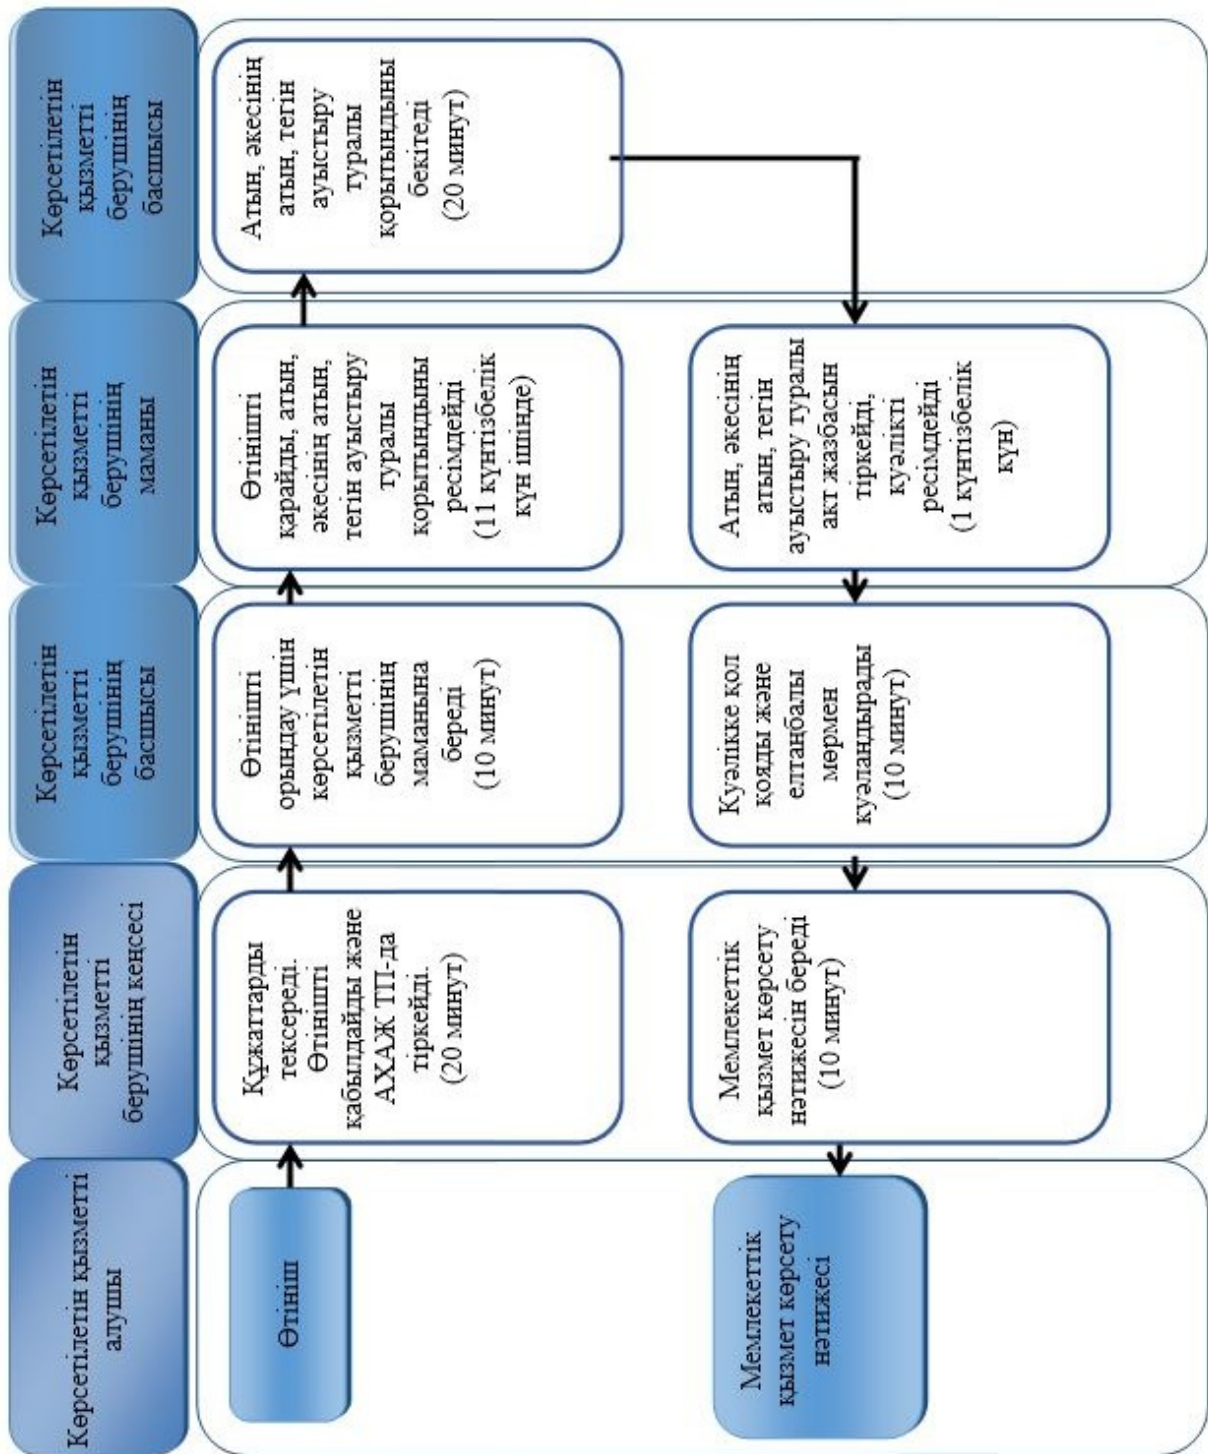 Көрсетілетін қызметті
алушы
Көрсетілетін
қызметті
берушінің кеңсесі
Көрсетілетін
қызметті
берушінің
басшысы
Көрсетілетін
қызметті
берушінің
маманы
Көрсетілетін
қызметті
берушінің
басшысы
Өтініш
Құжаттарды
тексереді.
Өтінішті
қабылдайды және
АХАЖ ТП-да
тіркейді.
(20 минут)
Өтінішті
орындау үшін
көрсетілетін
қызметті
берушінің
маманына
береді
(10 минут)
Өтінішті
қарайды, атын,
әкесінің атын,
тегін ауыстыру
туралы
қорытындыны
ресімдейді
(11 күнтізбелік
күн ішінде)
Атын, әкесінің
атын, тегін
ауыстыру
туралы
қорытындыны
бекітеді
(20 минут)
Мемлекеттік
қызмет көрсету
нәтижесі
Мемлекеттік
қызмет көрсету
нәтижесін береді
(10 минут)
Куәлікке қол
қояды және
елтаңбалы
мөрмен
куәландырады
(10 минут)
Атын, әкесінің
атын, тегін
ауыстыру туралы
акт жазбасын
тіркейді,
куәлікті
ресімдейді
(1 күнтізбелік
күн)